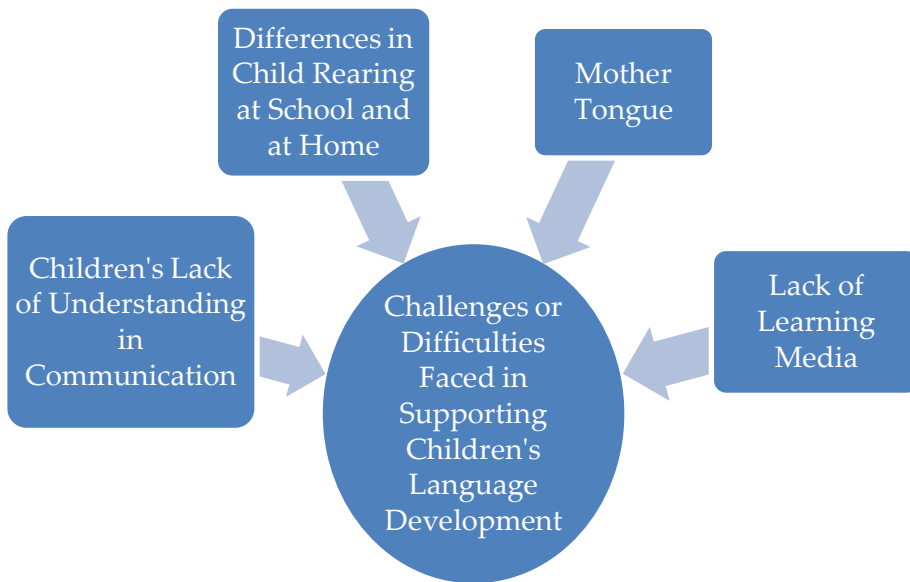 Differences in
Child Rearing
at School and
at Home
Mother
Tongue
Children's Lack
of Understanding
in
Communication
Challenges or
Difficulties
Faced in
Supporting
Children's
Language
Development
Lack of
Learning
Media